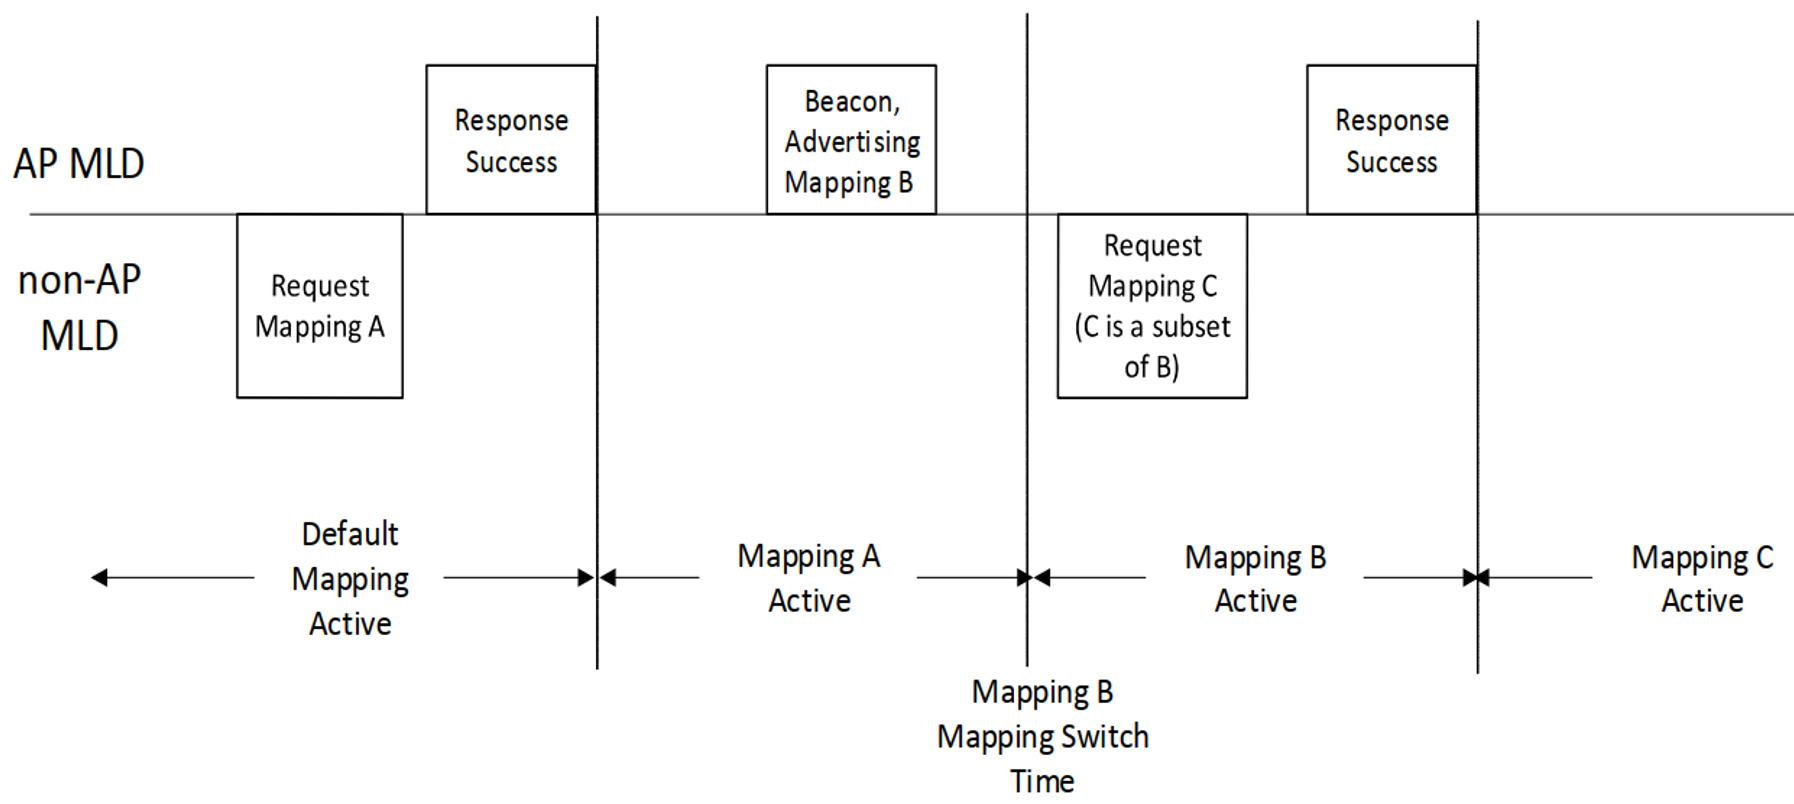 AP MLD
non-AP
MLD
Request
Mapping A
Response
Success
Beacon,
Advertising
Mapping B
Request
Mapping C
(C is a subset
of B)
Response
Success
Default
Mapping
Active
Mapping A
Active
Mapping B
Active
Mapping C
Active
Mapping B
Mapping Switch
Time